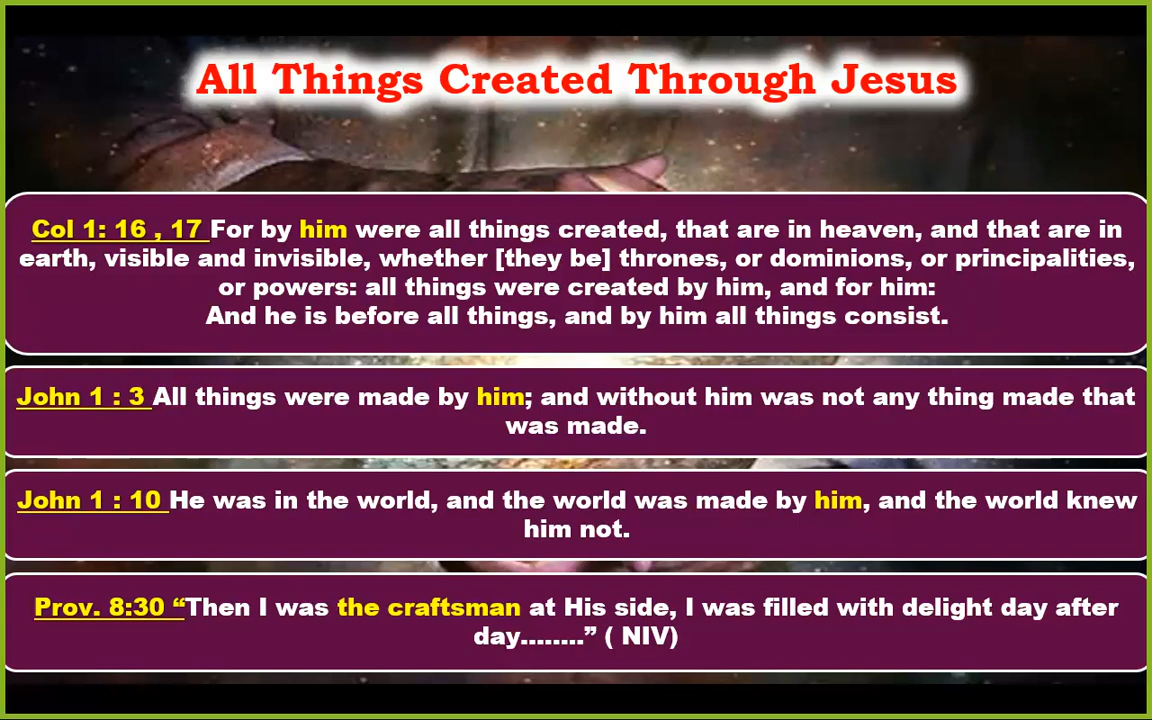 All Things Created Through Jesus
Col 1: 16 , 17 For by him were all things created, that are in heaven, and that are in
earth, visible and invisible, whether [they be] thrones, or dominions, or principalities,
or powers: all things were created by him, and for him:
And he is before all things, and by him all things consist.
John 1 : 3 All things were made by him; and without him was not any thing made that
was made.
John 1 : 10 He was in the world, and the world was made by him, and the world knew
him not.
Prov. 8:30 “Then I was the craftsman at His side, I was filled with delight day after
day........” ( NIV)